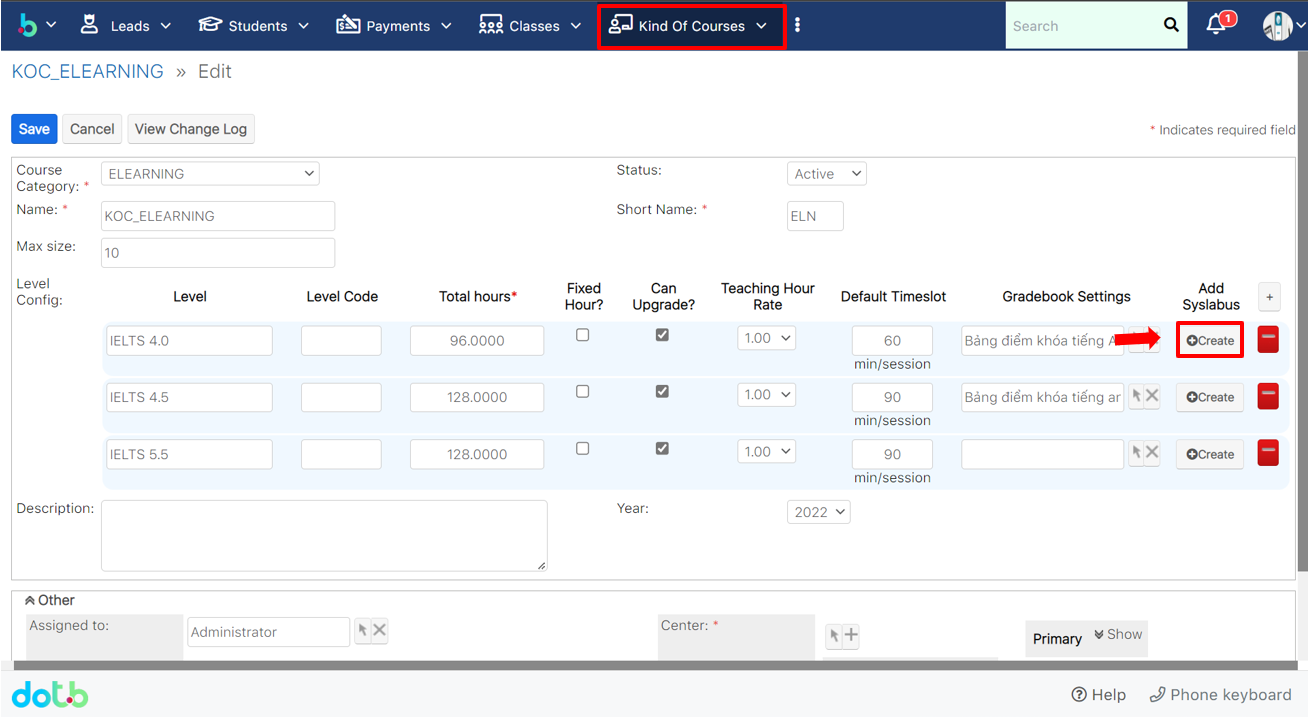 b Leads Students Payments Classes Kind Of Courses Search 1
KOC_ELEARNING » Edit
Save Cancel View Change Log * Indicates required field
Course Category: * ELEARNING Status: Active
Name: * KOC_ELEARNING Short Name: * ELN
Max size: 10
Level Config: Level Level Code Total hours* Fixed Hour? Can Upgrade? Teaching Hour Rate Default Timeslot Gradebook Settings Add Syslabus +
IELTS 4.0 96.0000 1.00 60 min/session Bảng điểm khóa tiếng Create
IELTS 4.5 128.0000 1.00 90 min/session Bảng điểm khóa tiếng ar Create
IELTS 5.5 128.0000 1.00 90 min/session Create
Description: Year: 2022
Other
Assigned to: Administrator Center: * Primary Show
dotb Help Phone keyboard